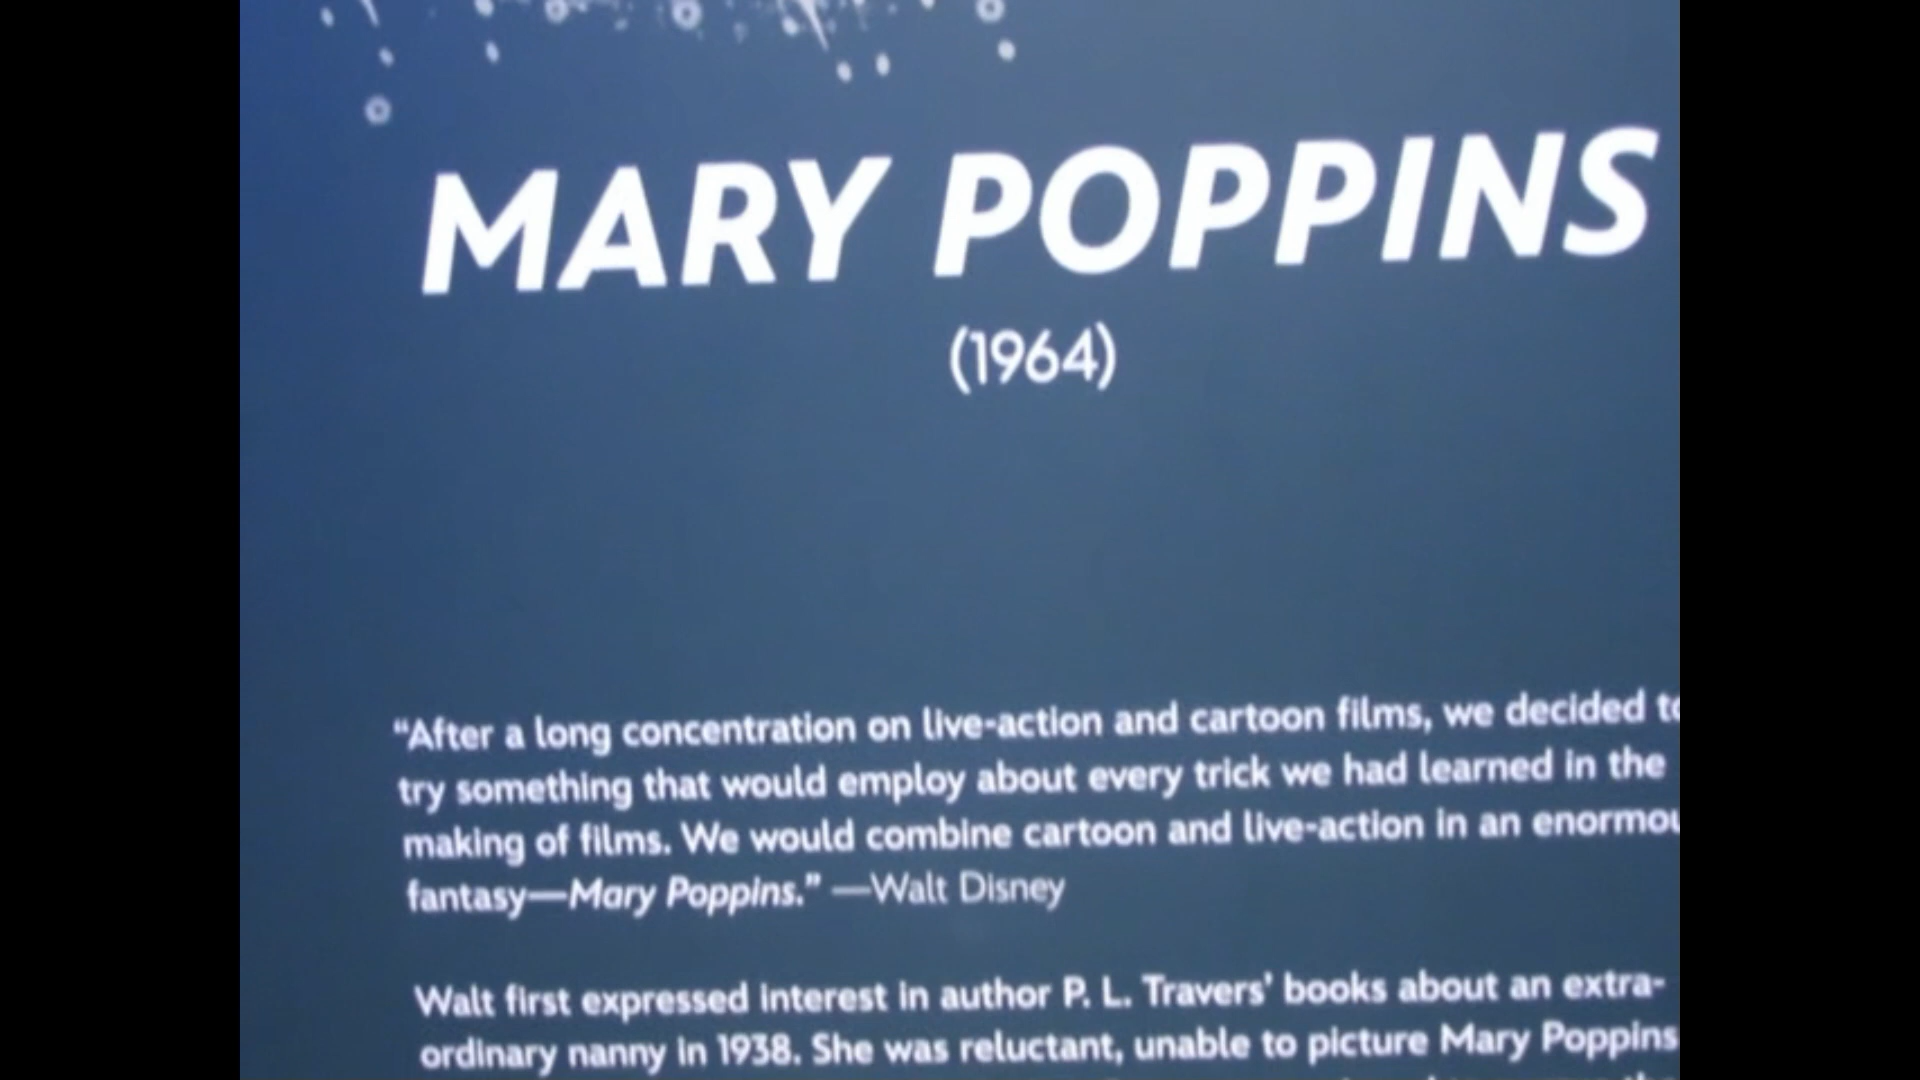 MARY POPPINS
(1964)
“After a long concentration on live-action and cartoon films, we decided to
try something that would employ about every trick we had learned in the
making of films. We would combine cartoon and live-action in an enormou
fantasy—Mary Poppins.” —Walt Disney
Walt first expressed interest in author P. L. Travers’ books about an extra-
ordinary nanny in 1938. She was reluctant, unable to picture Mary Poppins